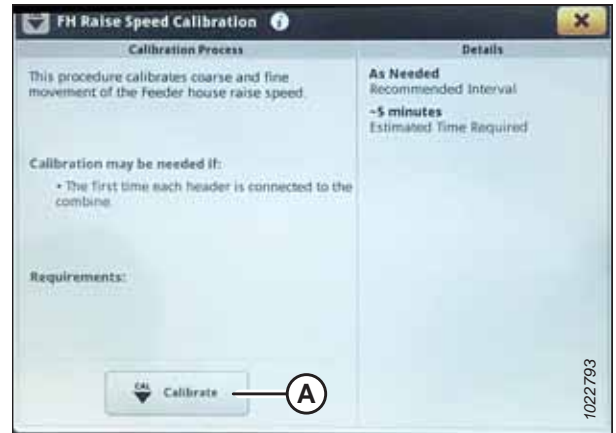 FH Raise Speed Calibration i
Calibration Process
Details
This procedure calibrates coarse and fine
movement of the Feeder house raise speed.
As Needed
Recommended Interval
~5 minutes
Estimated Time Required
Calibration may be needed if:
• The first time each header is connected to the
combine.
Requirements:
CAL
Calibrate
A
1022793